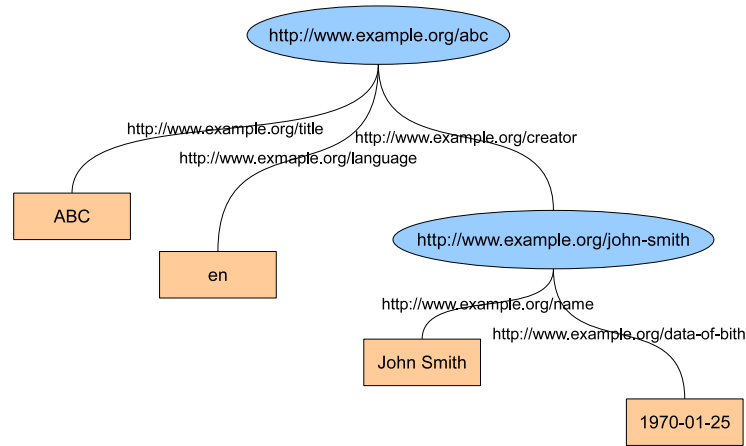 http://www.example.org/abc
http://www.example.org/title
http://www.example.org/creator
http://www.exmaple.org/language
ABC
http://www.example.org/john-smith
en
http://www.example.org/name
http://www.example.org/data-of-bith
John Smith
1970-01-25